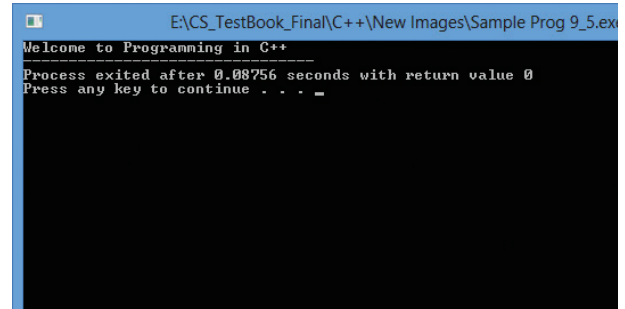 E:\CS_TestBook_Final\C++\New Images\Sample Prog 9_5.exe
Welcome to Programming in C++
--------------------------------
Process exited after 0.08756 seconds with return value 0
Press any key to continue . . . _